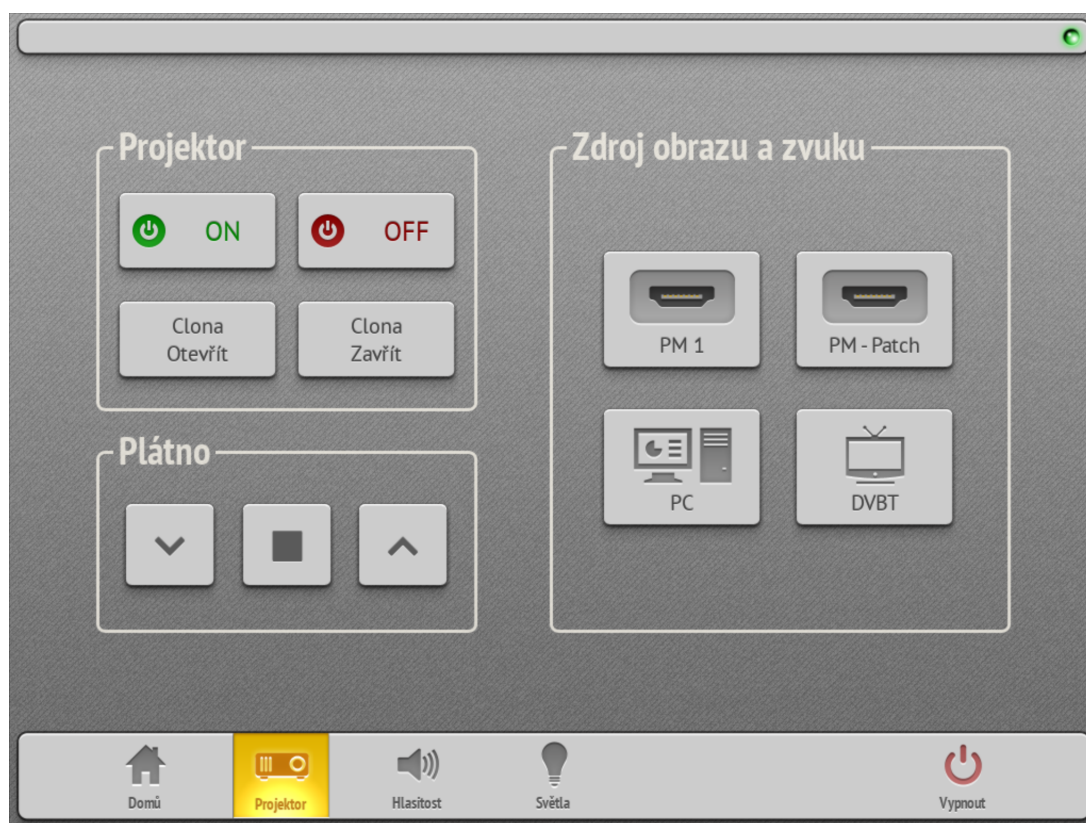 Projektor
ON
OFF
Clona
Otevřít
Clona
Zavřít
Plátno
Zdroj obrazu a zvuku
PM 1
PM - Patch
PC
DVBT
Domů
Projektor
Hlasitost
Světla
Vypnout